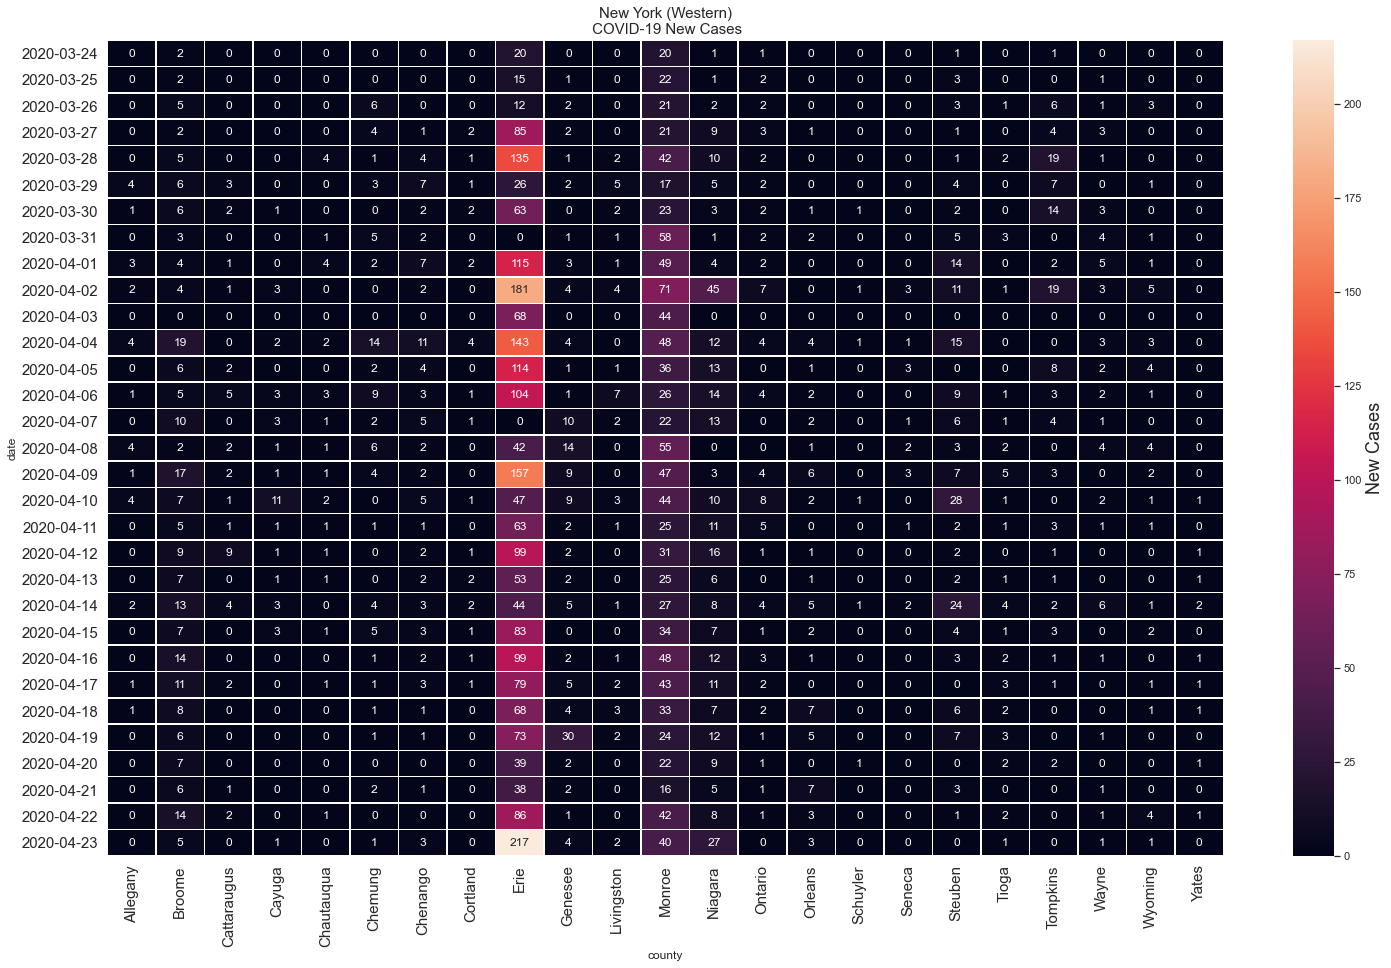 New York (Western)
COVID-19 New Cases
2020-03-24 0 2 0 0 0 0 0 0 20 0 0 20 1 1 0 0 0 1 0 1 0 0 0
2020-03-25 0 2 0 0 0 0 0 0 15 1 0 22 1 2 0 0 0 3 0 0 1 0 0
2020-03-26 0 5 0 0 0 6 0 0 12 2 0 21 2 2 0 0 0 3 1 6 1 3 0
2020-03-27 0 2 0 0 0 4 1 2 85 2 0 21 9 3 1 0 0 1 0 4 3 0 0
2020-03-28 0 5 0 0 4 1 4 1 135 1 2 42 10 2 0 0 0 1 2 19 1 0 0
2020-03-29 4 6 3 0 0 3 7 1 26 2 5 17 5 2 0 0 0 4 0 7 0 1 0
2020-03-30 1 6 2 1 0 0 2 2 63 0 2 23 3 2 1 1 0 2 0 14 3 0 0
2020-03-31 0 3 0 0 1 5 2 0 0 1 1 58 1 2 2 0 0 5 3 0 4 1 0
2020-04-01 3 4 1 0 4 2 7 2 115 3 1 49 4 2 0 0 0 14 0 2 5 1 0
2020-04-02 2 4 1 3 0 0 2 0 181 4 4 71 45 7 0 1 3 11 1 19 3 5 0
2020-04-03 0 0 0 0 0 0 0 0 68 0 0 44 0 0 0 0 0 0 0 0 0 0 0
2020-04-04 4 19 0 2 2 14 11 4 143 4 0 48 12 4 4 1 1 15 0 0 3 3 0
2020-04-05 0 6 2 0 0 2 4 0 114 1 1 36 13 0 1 0 3 0 0 8 2 4 0
2020-04-06 1 5 5 3 3 9 3 1 104 1 7 26 14 4 2 0 0 9 1 3 2 1 0
2020-04-07 0 10 0 3 1 2 5 1 0 10 2 22 13 0 2 0 1 6 1 4 1 0 0
2020-04-08 4 2 2 1 1 6 2 0 42 14 0 55 0 0 1 0 2 3 2 0 4 4 0
2020-04-09 1 17 2 1 1 4 2 0 157 9 0 47 3 4 6 0 3 7 5 3 0 2 0
2020-04-10 4 7 1 11 2 0 5 1 47 9 3 44 10 8 2 1 0 28 1 0 2 1 1
2020-04-11 0 5 1 1 1 1 1 0 63 2 1 25 11 5 0 0 1 2 1 3 1 1 0
2020-04-12 0 9 9 1 1 0 2 1 99 2 0 31 16 1 1 0 0 2 0 1 0 0 1
2020-04-13 0 7 0 1 1 0 2 2 53 2 0 25 6 0 1 0 0 2 1 1 0 0 1
2020-04-14 2 13 4 3 0 4 3 2 44 5 1 27 8 4 5 1 2 24 4 2 6 1 2
2020-04-15 0 7 0 3 1 5 3 1 83 0 0 34 7 1 2 0 0 4 1 3 0 2 0
2020-04-16 0 14 0 0 0 1 2 1 99 2 1 48 12 3 1 0 0 3 2 1 1 0 1
2020-04-17 1 11 2 0 1 1 3 1 79 5 2 43 11 2 0 0 0 0 3 1 0 1 1
2020-04-18 1 8 0 0 0 1 1 0 68 4 3 33 7 2 7 0 0 6 2 0 0 1 1
2020-04-19 0 6 0 0 0 1 1 0 73 30 2 24 12 1 5 0 0 7 3 0 1 0 0
2020-04-20 0 7 0 0 0 0 0 0 39 2 0 22 9 1 0 1 0 0 2 2 0 0 1
2020-04-21 0 6 1 0 0 2 1 0 38 2 0 16 5 1 7 0 0 3 0 0 1 0 0
2020-04-22 0 14 2 0 1 0 0 0 86 1 0 42 8 1 3 0 0 1 2 0 1 4 1
2020-04-23 0 5 0 1 0 1 3 0 217 4 2 40 27 0 3 0 0 0 1 0 1 1 0
date
Allegany Broome Cattaraugus Cayuga Chautauqua Chemung Chenango Cortland Erie Genesee Livingston Monroe Niagara Ontario Orleans Schuyler Seneca Steuben Tioga Tompkins Wayne Wyoming Yates
county
200
175
150
125
100
75
50
25
0
New Cases